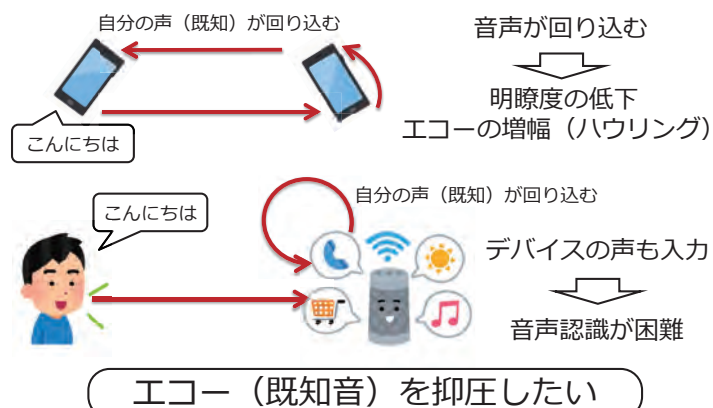 自分の声（既知）が回り込む
こんにちは
音声が回り込む
明瞭度の低下
エコーの増幅（ハウリング）
こんにちは
自分の声（既知）が回り込む
デバイスの声も入力
音声認識が困難
エコー（既知音）を抑圧したい